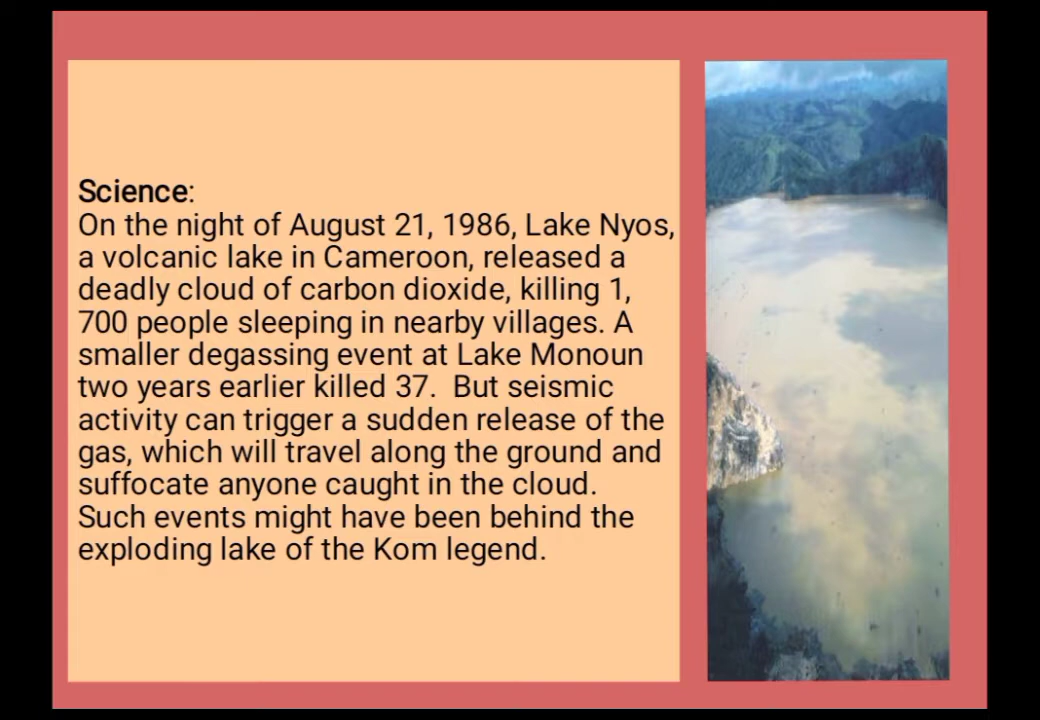 Science:
On the night of August 21, 1986, Lake Nyos,
a volcanic lake in Cameroon, released a
deadly cloud of carbon dioxide, killing 1,
700 people sleeping in nearby villages. A
smaller degassing event at Lake Monoun
two years earlier killed 37.  But seismic
activity can trigger a sudden release of the
gas, which will travel along the ground and
suffocate anyone caught in the cloud.
Such events might have been behind the
exploding lake of the Kom legend.